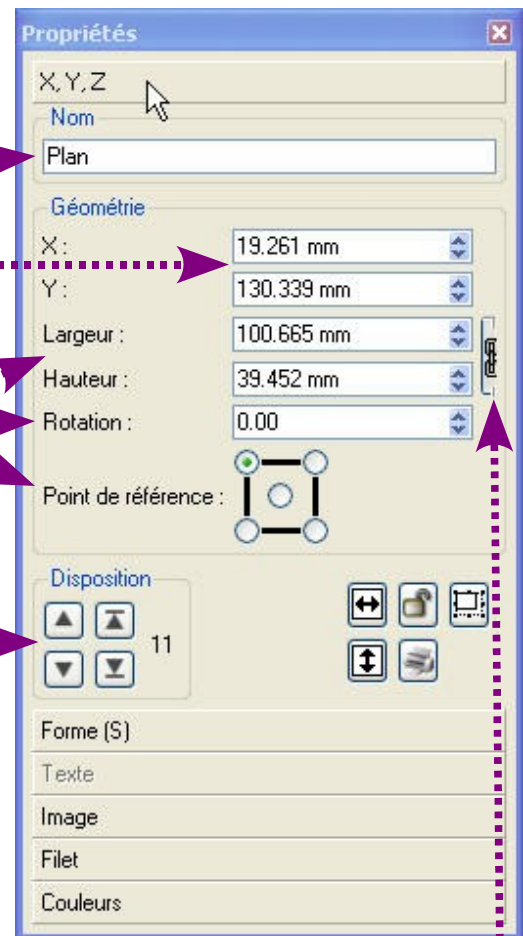 Propriétés
X, Y, Z
Nom
Plan
Géométrie
X : 19.261 mm
Y : 130.339 mm
Largeur : 100.665 mm
Hauteur : 39.452 mm
Rotation : 0.00
Point de référence :
Disposition
11
Forme (S)
Texte
Image
Filet
Couleurs